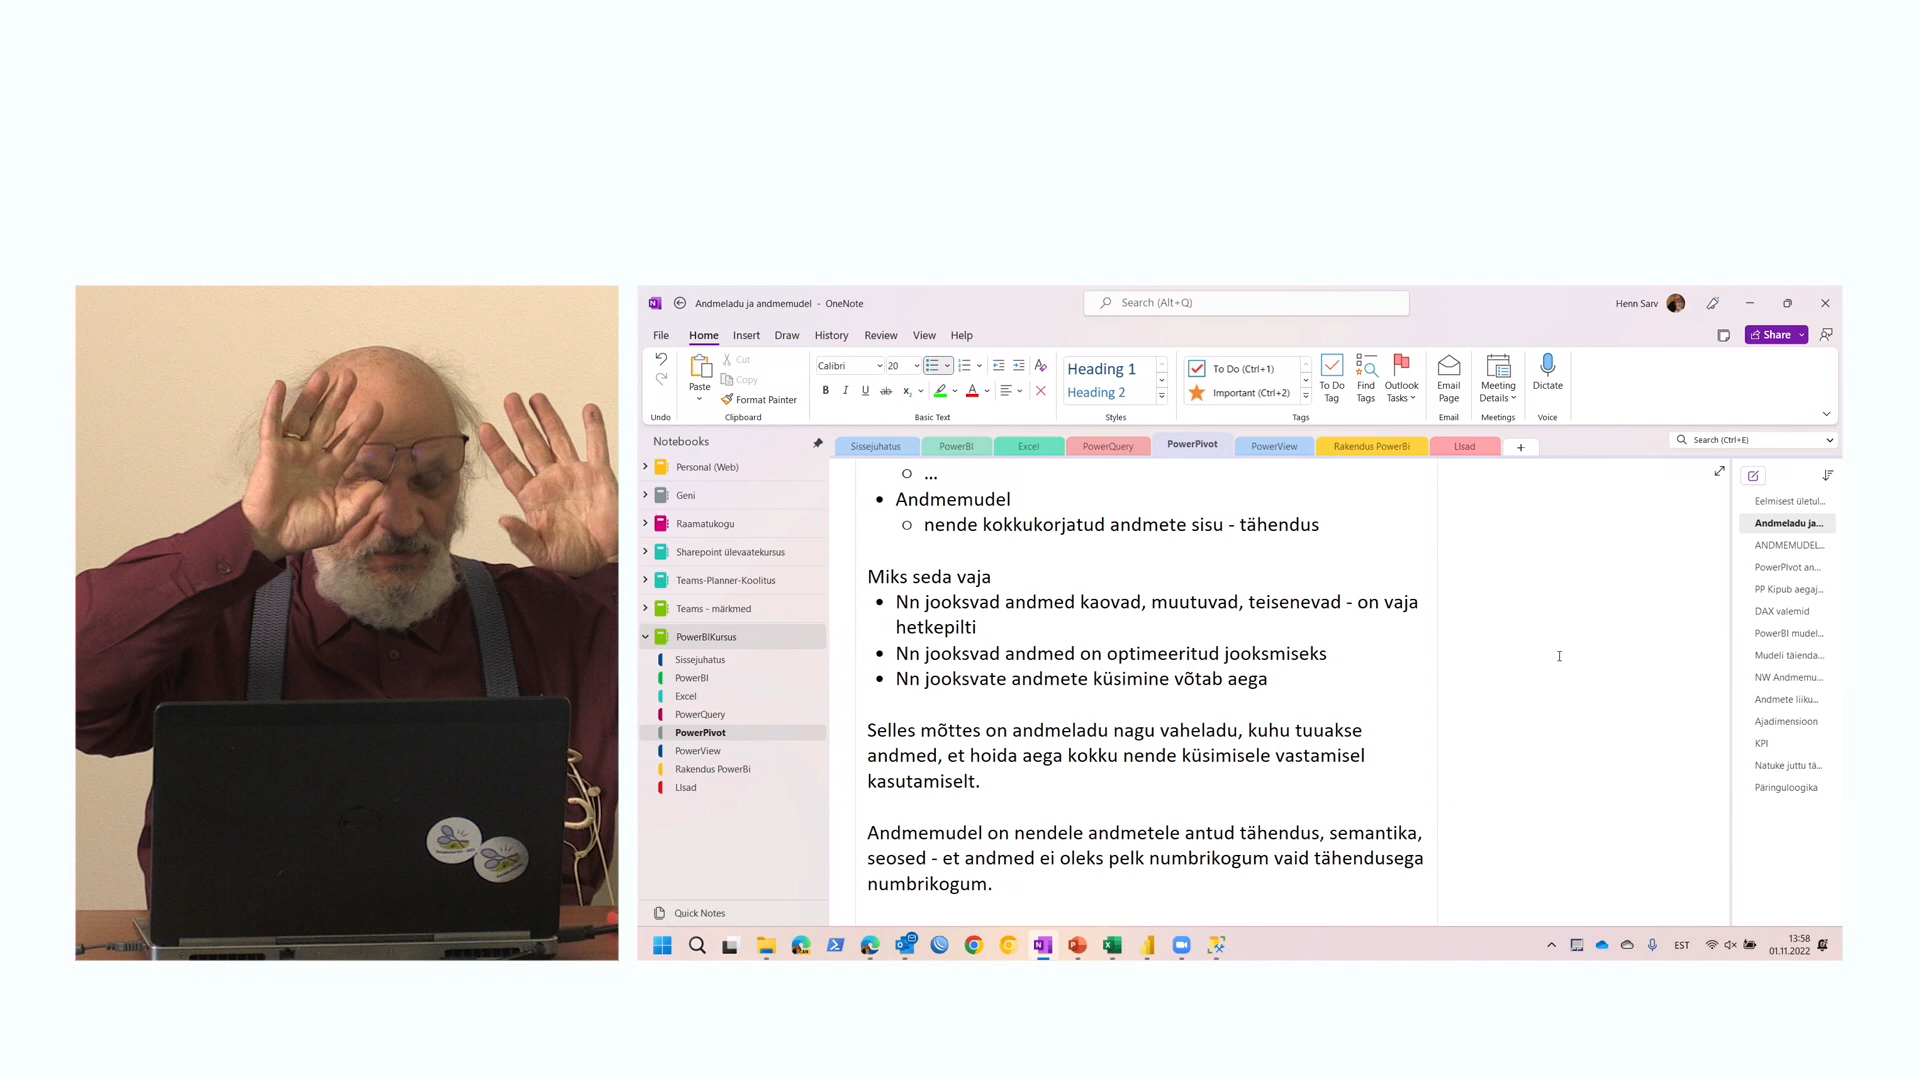 Andmeladu ja andmemudel - OneNote
Search (Alt+Q)
Henn Sarv
File Home Insert Draw History Review View Help
Share
Cut
Copy
Paste
Format Painter
Undo
Clipboard
Calibri 20
B I U ab x₂ A
Basic Text
Heading 1
Heading 2
Styles
To Do (Ctrl+1)
Important (Ctrl+2)
Tags
To Do Tag
Find Tags
Outlook Tasks
Email Page
Email
Meeting Details
Meetings
Dictate
Voice
Notebooks
Sissejuhatus PowerBI Excel PowerQuery PowerPivot PowerView Rakendus PowerBi LIsad +
Search (Ctrl+E)
Personal (Web)
Geni
Raamatukogu
Sharepoint ülevaatekursus
Teams-Planner-Koolitus
Teams - märkmed
PowerBIKursus
Sissejuhatus
PowerBI
Excel
PowerQuery
PowerPivot
PowerView
Rakendus PowerBi
LIsad
Quick Notes
...
Andmemudel
nende kokkukorjatud andmete sisu - tähendus
Miks seda vaja
Nn jooksvad andmed kaovad, muutuvad, teisenevad - on vaja
hetkepilti
Nn jooksvad andmed on optimeeritud jooksmiseks
Nn jooksvate andmete küsimine võtab aega
Selles mõttes on andmeladu nagu vaheladu, kuhu tuuakse
andmed, et hoida aega kokku nende küsimisele vastamisel
kasutamiselt.
Andmemudel on nendele andmetele antud tähendus, semantika,
seosed - et andmed ei oleks pelk numbrikogum vaid tähendusega
numbrikogum.
Eelmisest ületul...
Andmeladu ja...
ANDMEMUDEL...
PowerPIvot an...
PP Kipub aegaj...
DAX valemid
PowerBI mudel...
Mudeli täienda...
NW Andmemu...
Andmete liiku...
Ajadimensioon
KPI
Natuke juttu tä...
Päringuloogika
EST
13:58
01.11.2022